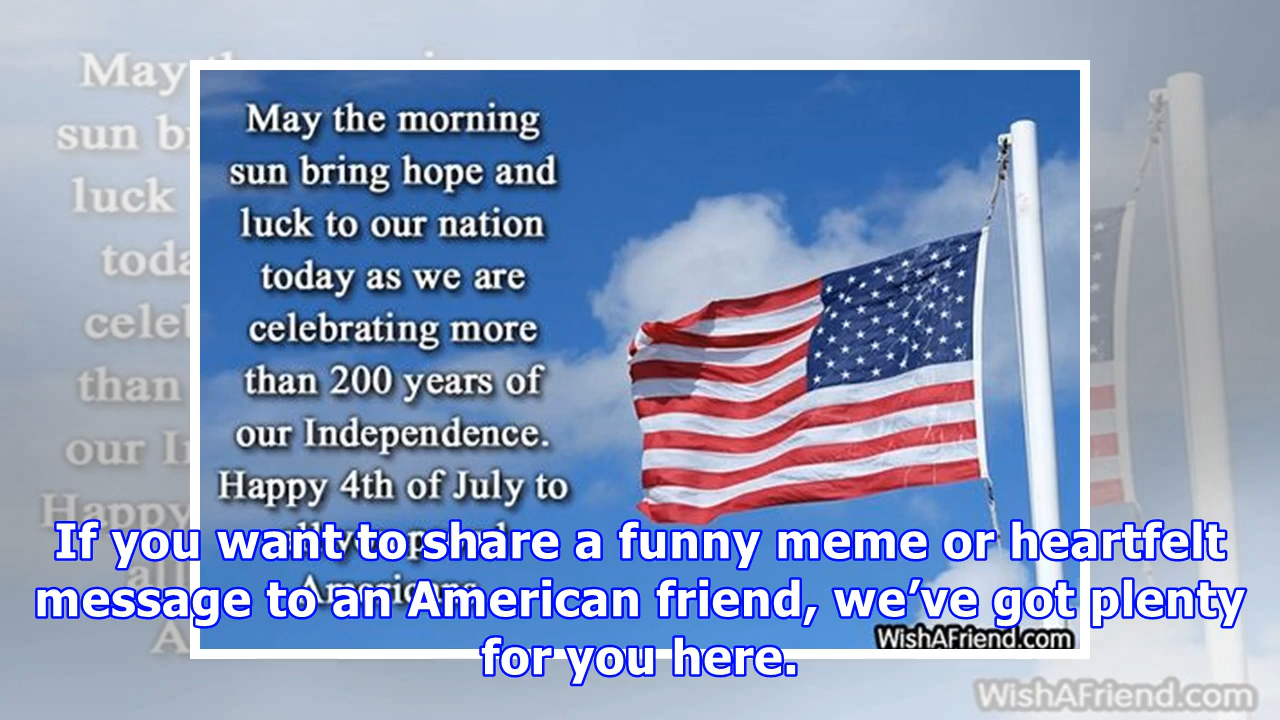 May the morning
sun bring hope and
luck to our nation
today as we are
celebrating more
than 200 years of
our Independence.
Happy 4th of July to
If you want to share a funny meme or heartfelt
message to an American friend, we’ve got plenty
for you here.
WishAFriend.com
WishAFriend.com